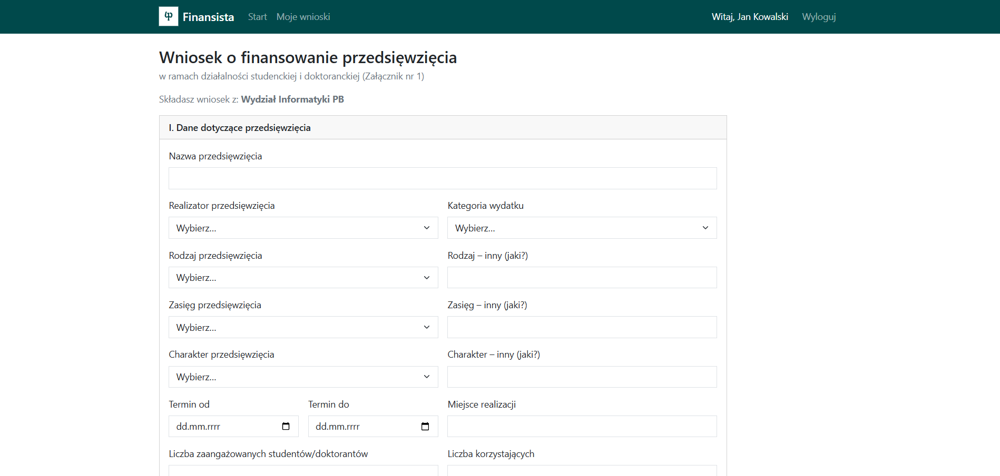 Finansista Start Moje wnioski Witaj, Jan Kowalski Wyloguj
Wniosek o finansowanie przedsięwzięcia
w ramach działalności studenckiej i doktoranckiej (Załącznik nr 1)
Składasz wniosek z: Wydział Informatyki PB
I. Dane dotyczące przedsięwzięcia
Nazwa przedsięwzięcia
Realizator przedsięwzięcia Kategoria wydatku
Wybierz... Wybierz...
Rodzaj przedsięwzięcia Rodzaj – inny (jaki?)
Wybierz...
Zasięg przedsięwzięcia Zasięg – inny (jaki?)
Wybierz...
Charakter przedsięwzięcia Charakter – inny (jaki?)
Wybierz...
Termin od Termin do Miejsce realizacji
dd.mm.rrrr dd.mm.rrrr
Liczba zaangażowanych studentów/doktorantów Liczba korzystających